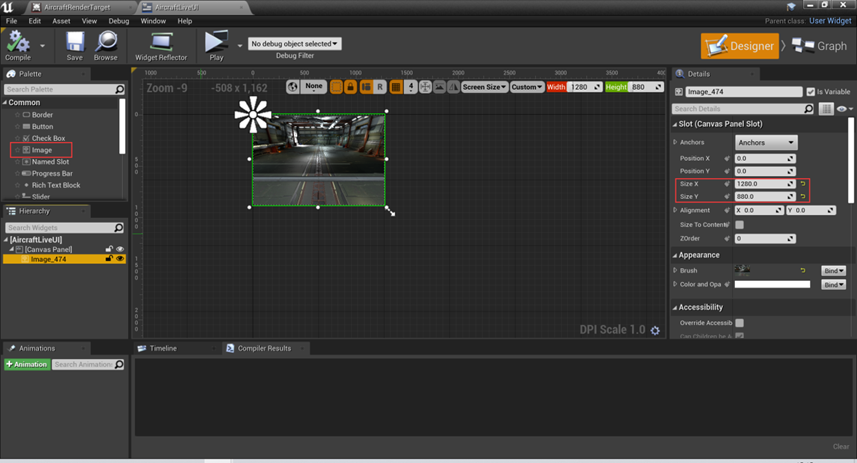 AircraftRenderTarget
AircraftLiveUI
File Edit Asset View Debug Window Help
Parent class: User Widget
Compile
Save
Browse
Widget Reflector
Play
No debug object selected
Debug Filter
Designer
Graph
Palette
Search Palette
Common
Border
Button
Check Box
Image
Named Slot
Progress Bar
Rich Text Block
Slider
Hierarchy
Search Widgets
[AircraftLiveUI]
[Canvas Panel]
Image_474
Animations
+ Animation
Search Animations
1000 500 0 500 1000 1500 2000 2500 3000 3500 400
Zoom -9
-508 x 1,162
None
R
4
Screen Size
Custom
Width 1280
Height 880
0
500
1000
1500
2000
DPI Scale 1.0
Timeline
Compiler Results
Clear
Details
Image_474
Is Variable
Search Details
Slot (Canvas Panel Slot)
Anchors
Anchors
Position X 0.0
Position Y 0.0
Size X 1280.0
Size Y 880.0
Alignment X 0.0 Y 0.0
Size To Content
ZOrder 0
Appearance
Brush Bind
Color and Opa Bind
Accessibility
Override Accessib